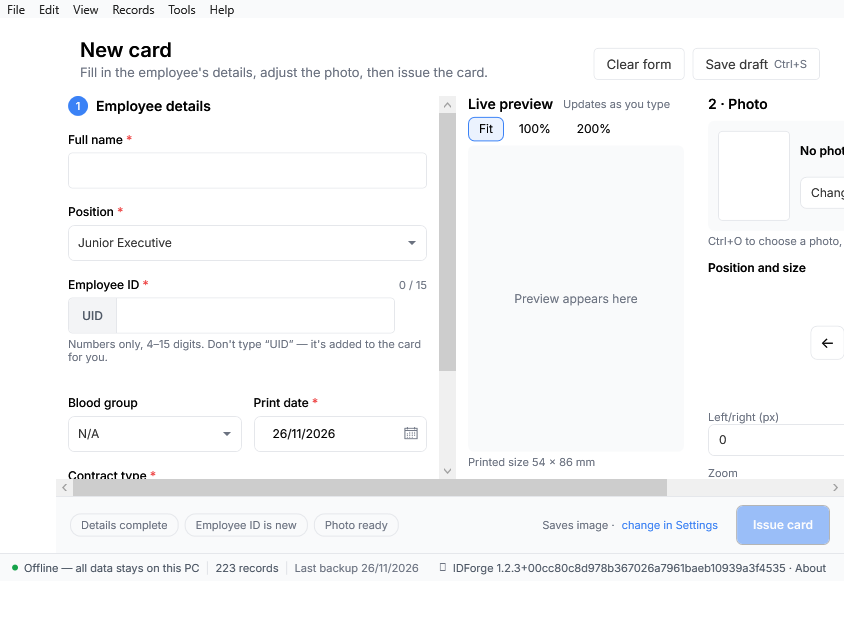 File Edit View Records Tools Help
New card
Fill in the employee's details, adjust the photo, then issue the card.
Clear form
Save draft Ctrl+S
1 Employee details
Full name *
Position *
Junior Executive
Employee ID * 0 / 15
UID
Numbers only, 4–15 digits. Don't type “UID” — it's added to the card
for you.
Blood group
N/A
Print date *
26/11/2026
Contract type *
Live preview Updates as you type
Fit 100% 200%
Preview appears here
Printed size 54 × 86 mm
2 · Photo
No phot
Chang
Ctrl+O to choose a photo,
Position and size
Left/right (px)
0
Zoom
Details complete Employee ID is new Photo ready
Saves image · change in Settings
Issue card
Offline — all data stays on this PC 223 records Last backup 26/11/2026 IDForge 1.2.3+00cc80c8d978b367026a7961baeb10939a3f4535 · About